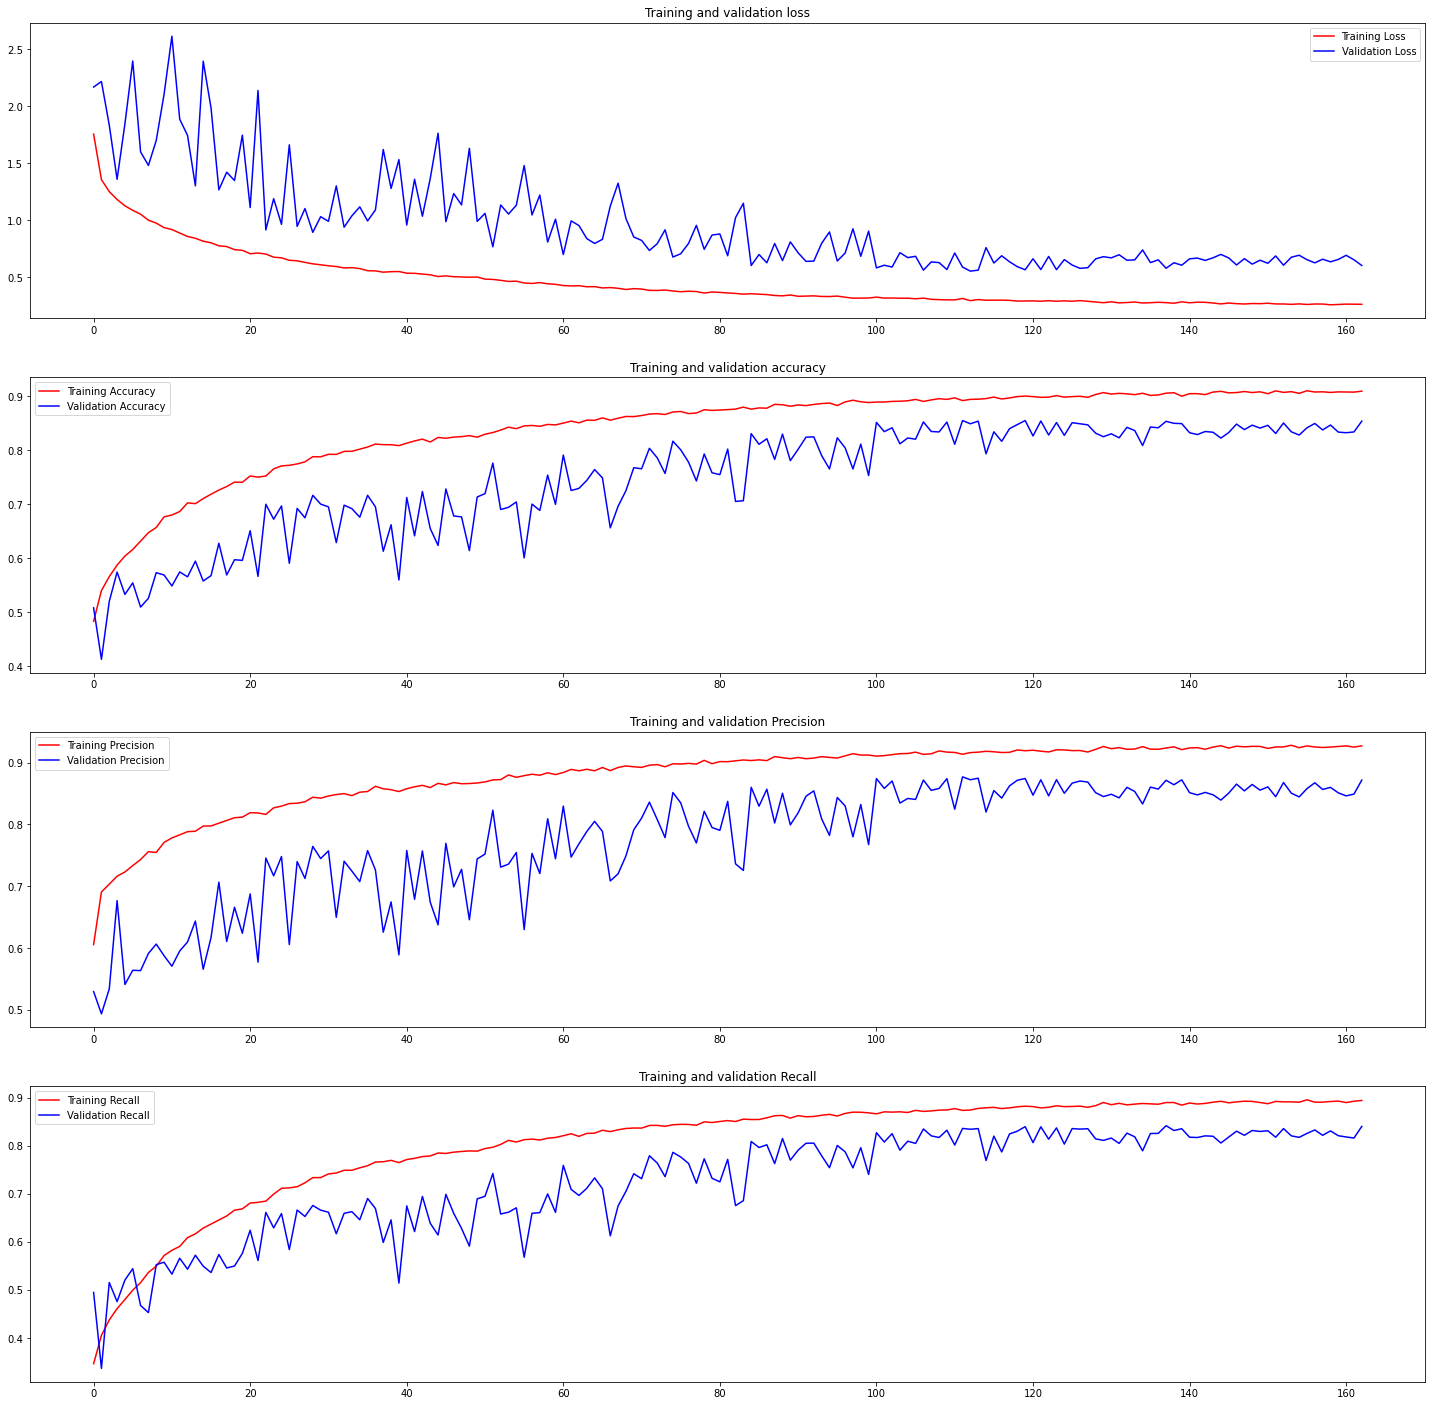 Training and validation loss
Training Loss
Validation Loss
2.5
2.0
1.5
1.0
0.5
0 20 40 60 80 100 120 140 160
Training and validation accuracy
Training Accuracy
Validation Accuracy
0.9
0.8
0.7
0.6
0.5
0.4
0 20 40 60 80 100 120 140 160
Training and validation Precision
Training Precision
Validation Precision
0.9
0.8
0.7
0.6
0.5
0 20 40 60 80 100 120 140 160
Training and validation Recall
Training Recall
Validation Recall
0.9
0.8
0.7
0.6
0.5
0.4
0 20 40 60 80 100 120 140 160